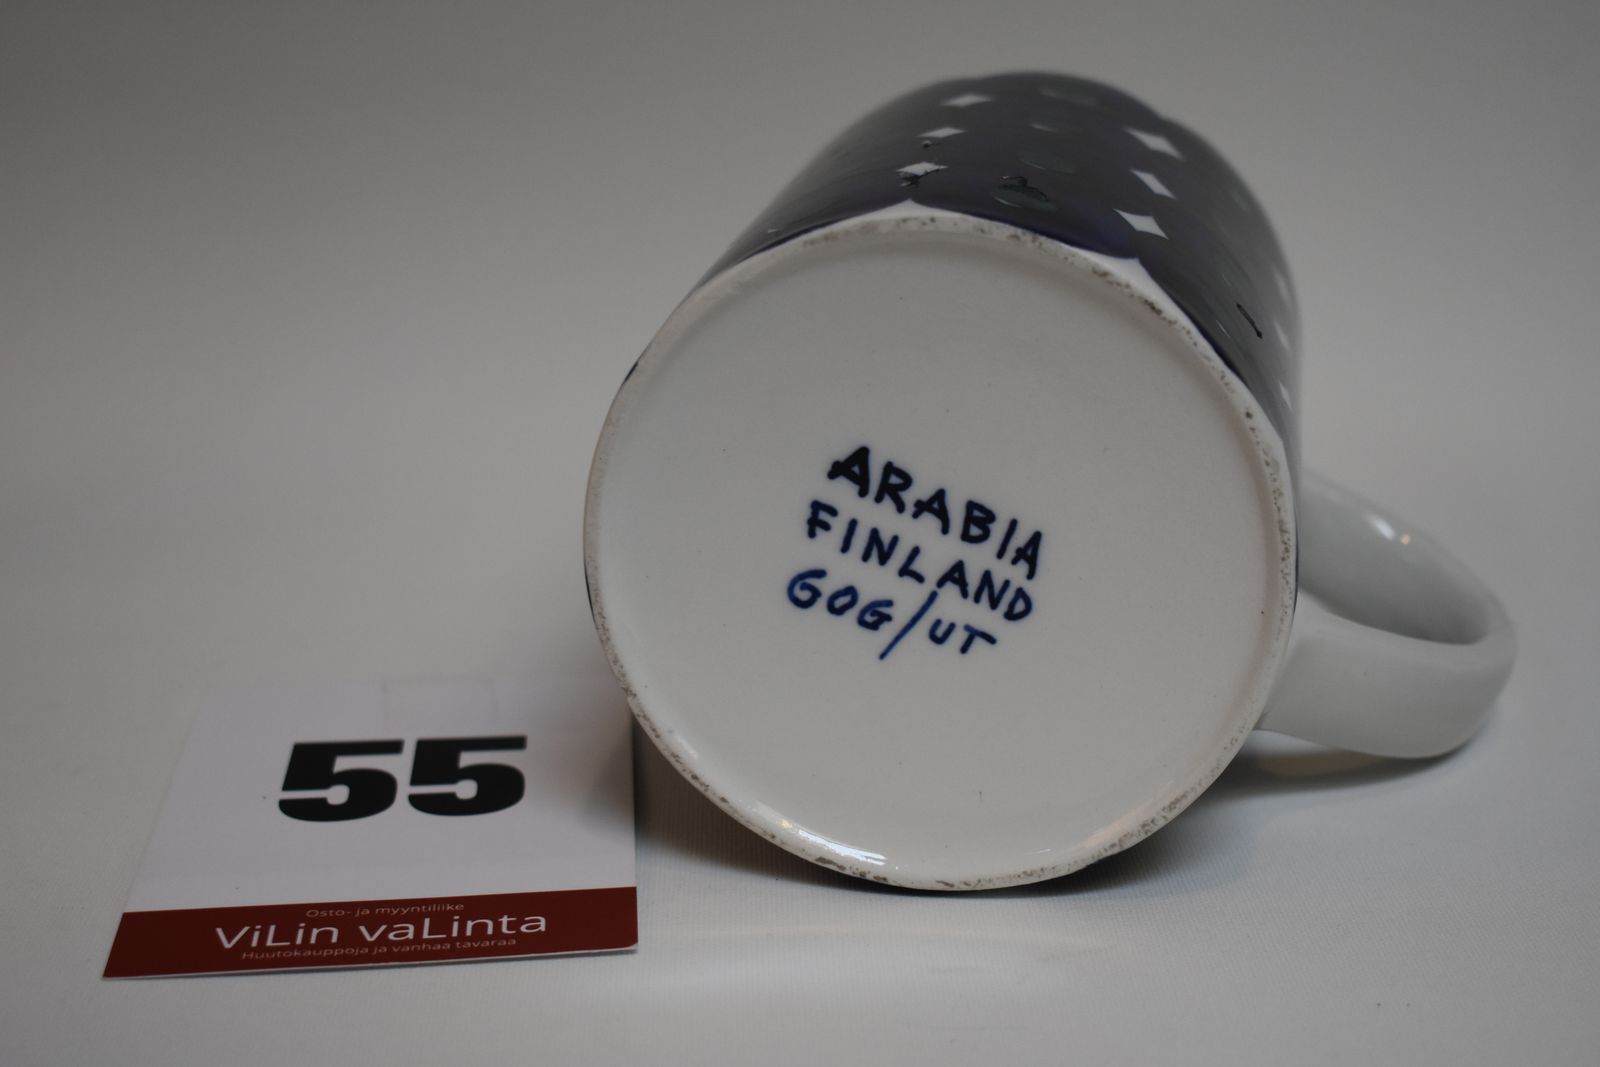 ARABIA
FINLAND
GOG/UT
55
Osto- ja myyntiliike
ViLin vaLinta
Huutokauppoja ja vanhaa tavaraa